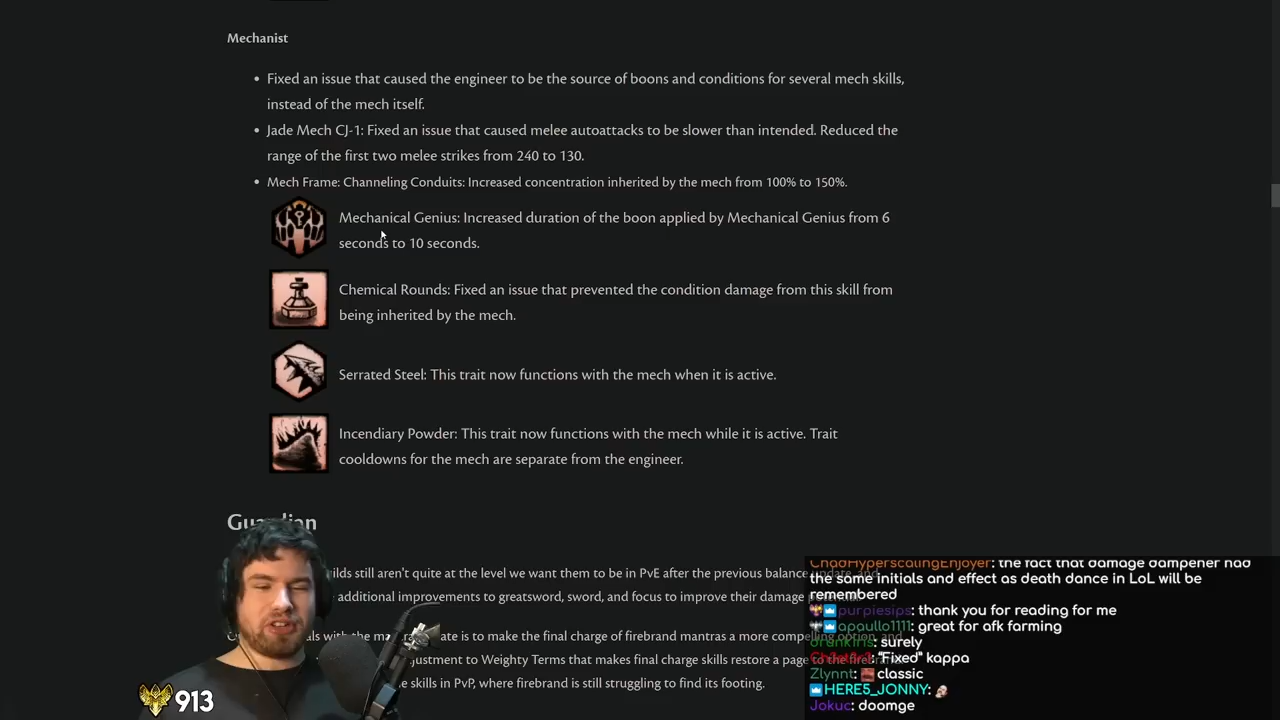 Mechanist
• Fixed an issue that caused the engineer to be the source of boons and conditions for several mech skills,
instead of the mech itself.
• Jade Mech CJ-1: Fixed an issue that caused melee autoattacks to be slower than intended. Reduced the
range of the first two melee strikes from 240 to 130.
• Mech Frame: Channeling Conduits: Increased concentration inherited by the mech from 100% to 150%.
Mechanical Genius: Increased duration of the boon applied by Mechanical Genius from 6
seconds to 10 seconds.
Chemical Rounds: Fixed an issue that prevented the condition damage from this skill from
being inherited by the mech.
Serrated Steel: This trait now functions with the mech when it is active.
Incendiary Powder: This trait now functions with the mech while it is active. Trait
cooldowns for the mech are separate from the engineer.
Guardian
still aren't quite at the level we want them to be in PvE after the previous balance update, and
additional improvements to greatsword, sword, and focus to improve their damage
is to make the final charge of firebrand mantras a more compelling option, and
adjustment to Weighty Terms that makes final charge skills restore a page to the
skills in PvP, where firebrand is still struggling to find its footing.
ChadHyperscalingEnjoyer: the fact that damage dampener had
the same initials and effect as death dance in LoL will be
remembered
purpiesips: thank you for reading for me
apaullo1111: great for afk farming
surely
"Fixed" kappa
Zlynnt: classic
HERE5_JONNY:
Jokuc: doomge
913